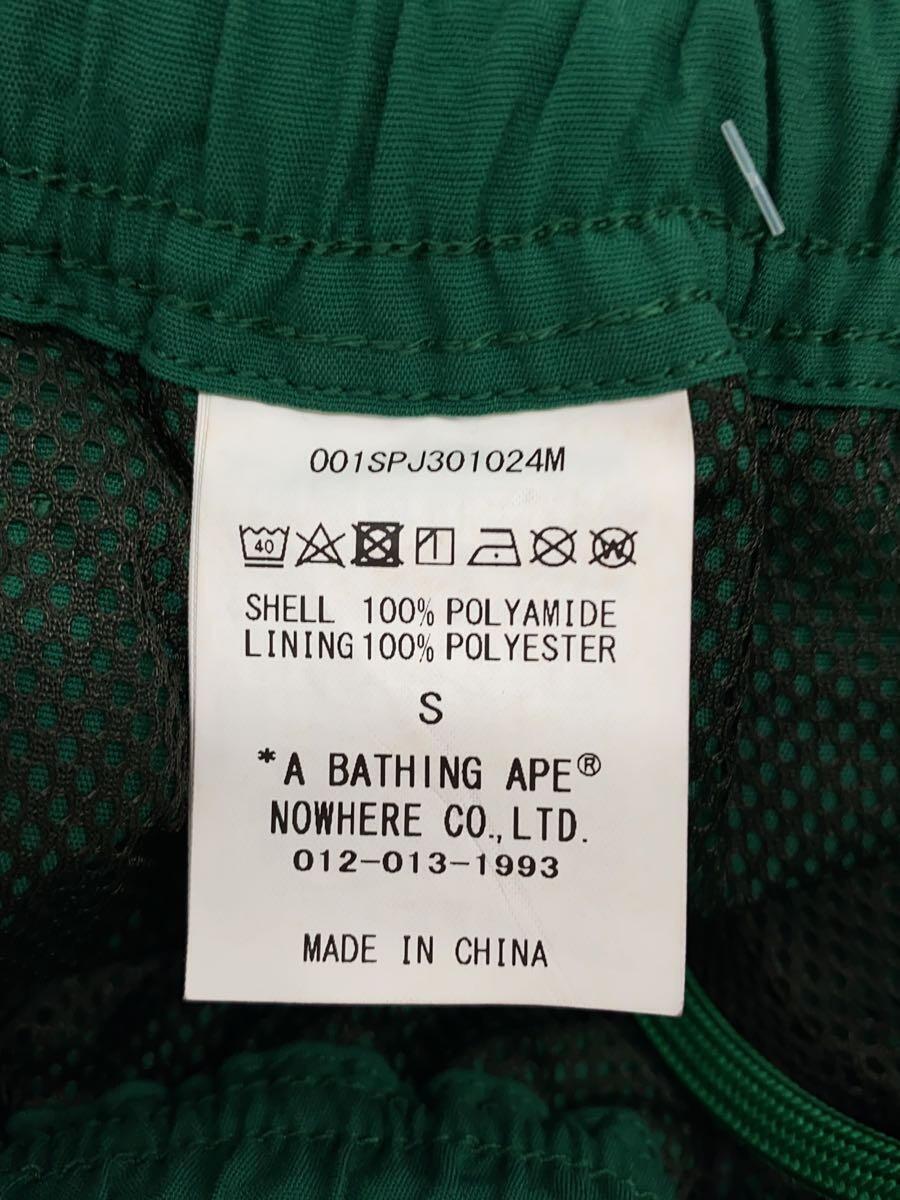 001SPJ301024M
40 W
SHELL 100% POLYAMIDE
LINING 100% POLYESTER
S
*A BATHING APE®
NOWHERE CO.,LTD.
012-013-1993
MADE IN CHINA